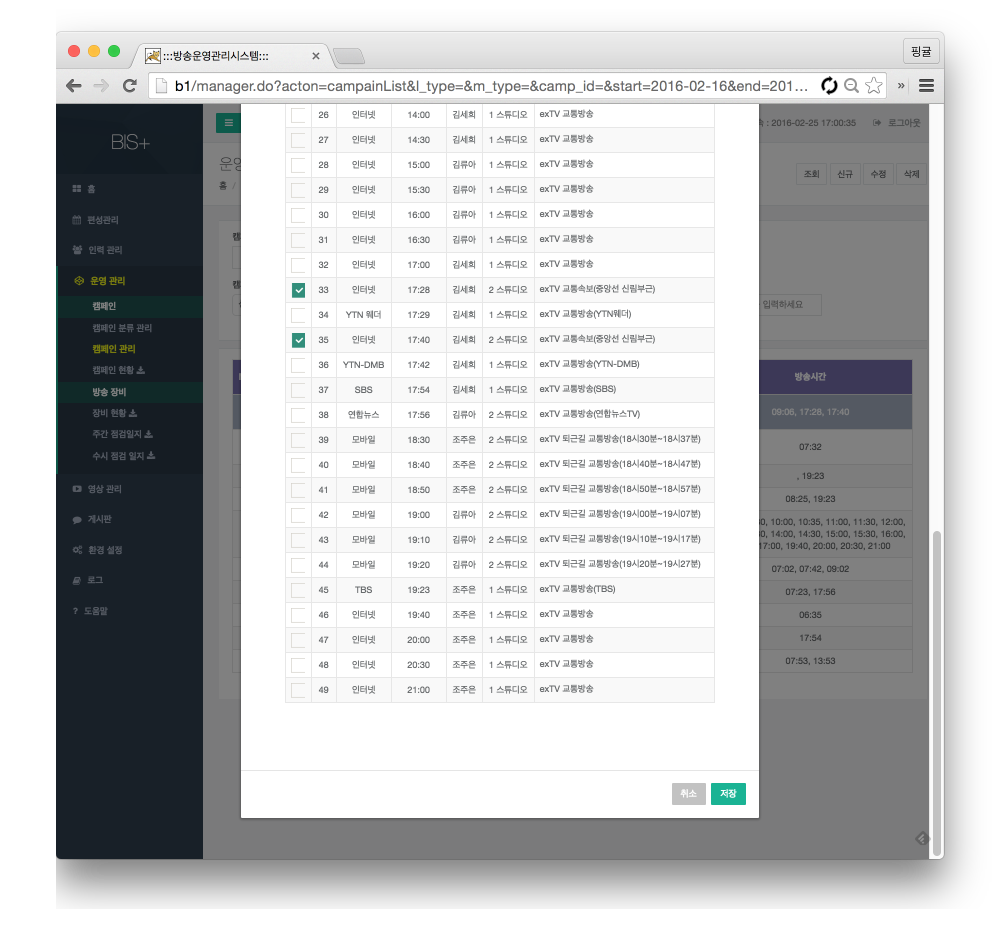 :::방송운영관리시스템:::
핑귤
b1/manager.do?acton=campainList&l_type=&m_type=&camp_id=&start=2016-02-16&end=201...
»
BIS+
홈
편성관리
인력 관리
운영 관리
캠페인
캠페인 분류 관리
캠페인 관리
캠페인 현황
방송 장비
장비 현황
주간 점검일지
수시 점검 일지
영상 관리
게시판
환경 설정
로그
? 도움말
: 2016-02-25 17:00:35 로그아웃
홈 /
조회 신규 수정 삭제
26 인터넷 14:00 김세희 1 스튜디오 exTV 교통방송
27 인터넷 14:30 김세희 1 스튜디오 exTV 교통방송
28 인터넷 15:00 김류아 1 스튜디오 exTV 교통방송
29 인터넷 15:30 김류아 1 스튜디오 exTV 교통방송
30 인터넷 16:00 김류아 1 스튜디오 exTV 교통방송
31 인터넷 16:30 김류아 1 스튜디오 exTV 교통방송
32 인터넷 17:00 김세희 1 스튜디오 exTV 교통방송
33 인터넷 17:28 김세희 2 스튜디오 exTV 교통속보(중앙선 신림부근)
34 YTN 웨더 17:29 김세희 1 스튜디오 exTV 교통방송(YTN웨더)
35 인터넷 17:40 김세희 2 스튜디오 exTV 교통속보(중앙선 신림부근)
36 YTN-DMB 17:42 김세희 1 스튜디오 exTV 교통방송(YTN-DMB)
37 SBS 17:54 김세희 1 스튜디오 exTV 교통방송(SBS)
38 연합뉴스 17:56 김류아 2 스튜디오 exTV 교통방송(연합뉴스TV)
39 모바일 18:30 조주은 2 스튜디오 exTV 퇴근길 교통방송(18시30분~18시37분)
40 모바일 18:40 조주은 2 스튜디오 exTV 퇴근길 교통방송(18시40분~18시47분)
41 모바일 18:50 조주은 2 스튜디오 exTV 퇴근길 교통방송(18시50분~18시57분)
42 모바일 19:00 김류아 2 스튜디오 exTV 퇴근길 교통방송(19시00분~19시07분)
43 모바일 19:10 김류아 2 스튜디오 exTV 퇴근길 교통방송(19시10분~19시17분)
44 모바일 19:20 김류아 2 스튜디오 exTV 퇴근길 교통방송(19시20분~19시27분)
45 TBS 19:23 조주은 1 스튜디오 exTV 교통방송(TBS)
46 인터넷 19:40 조주은 1 스튜디오 exTV 교통방송
47 인터넷 20:00 조주은 1 스튜디오 exTV 교통방송
48 인터넷 20:30 조주은 1 스튜디오 exTV 교통방송
49 인터넷 21:00 조주은 1 스튜디오 exTV 교통방송
취소 저장
입력하세요
방송시간
09:06, 17:28, 17:40
07:32
, 19:23
08:25, 19:23
0, 10:00, 10:35, 11:00, 11:30, 12:00,
0, 14:00, 14:30, 15:00, 15:30, 16:00,
17:00, 19:40, 20:00, 20:30, 21:00
07:02, 07:42, 09:02
07:23, 17:56
06:35
17:54
07:53, 13:53